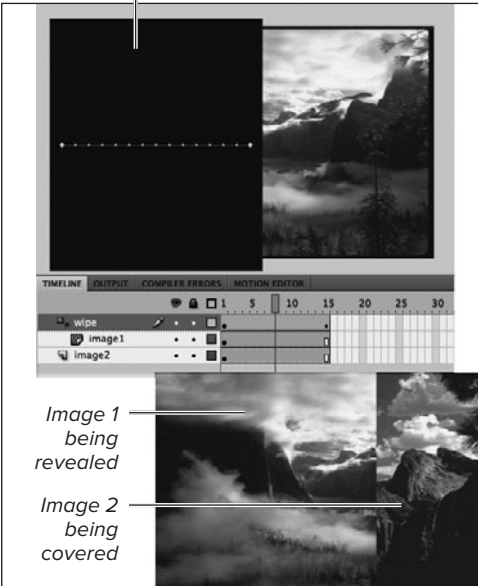 TIMELINE OUTPUT COMPILER ERRORS MOTION EDITOR
1 5 10 15 20 25 30
wipe
image1
image2
Image 1
being
revealed
Image 2
being
covered